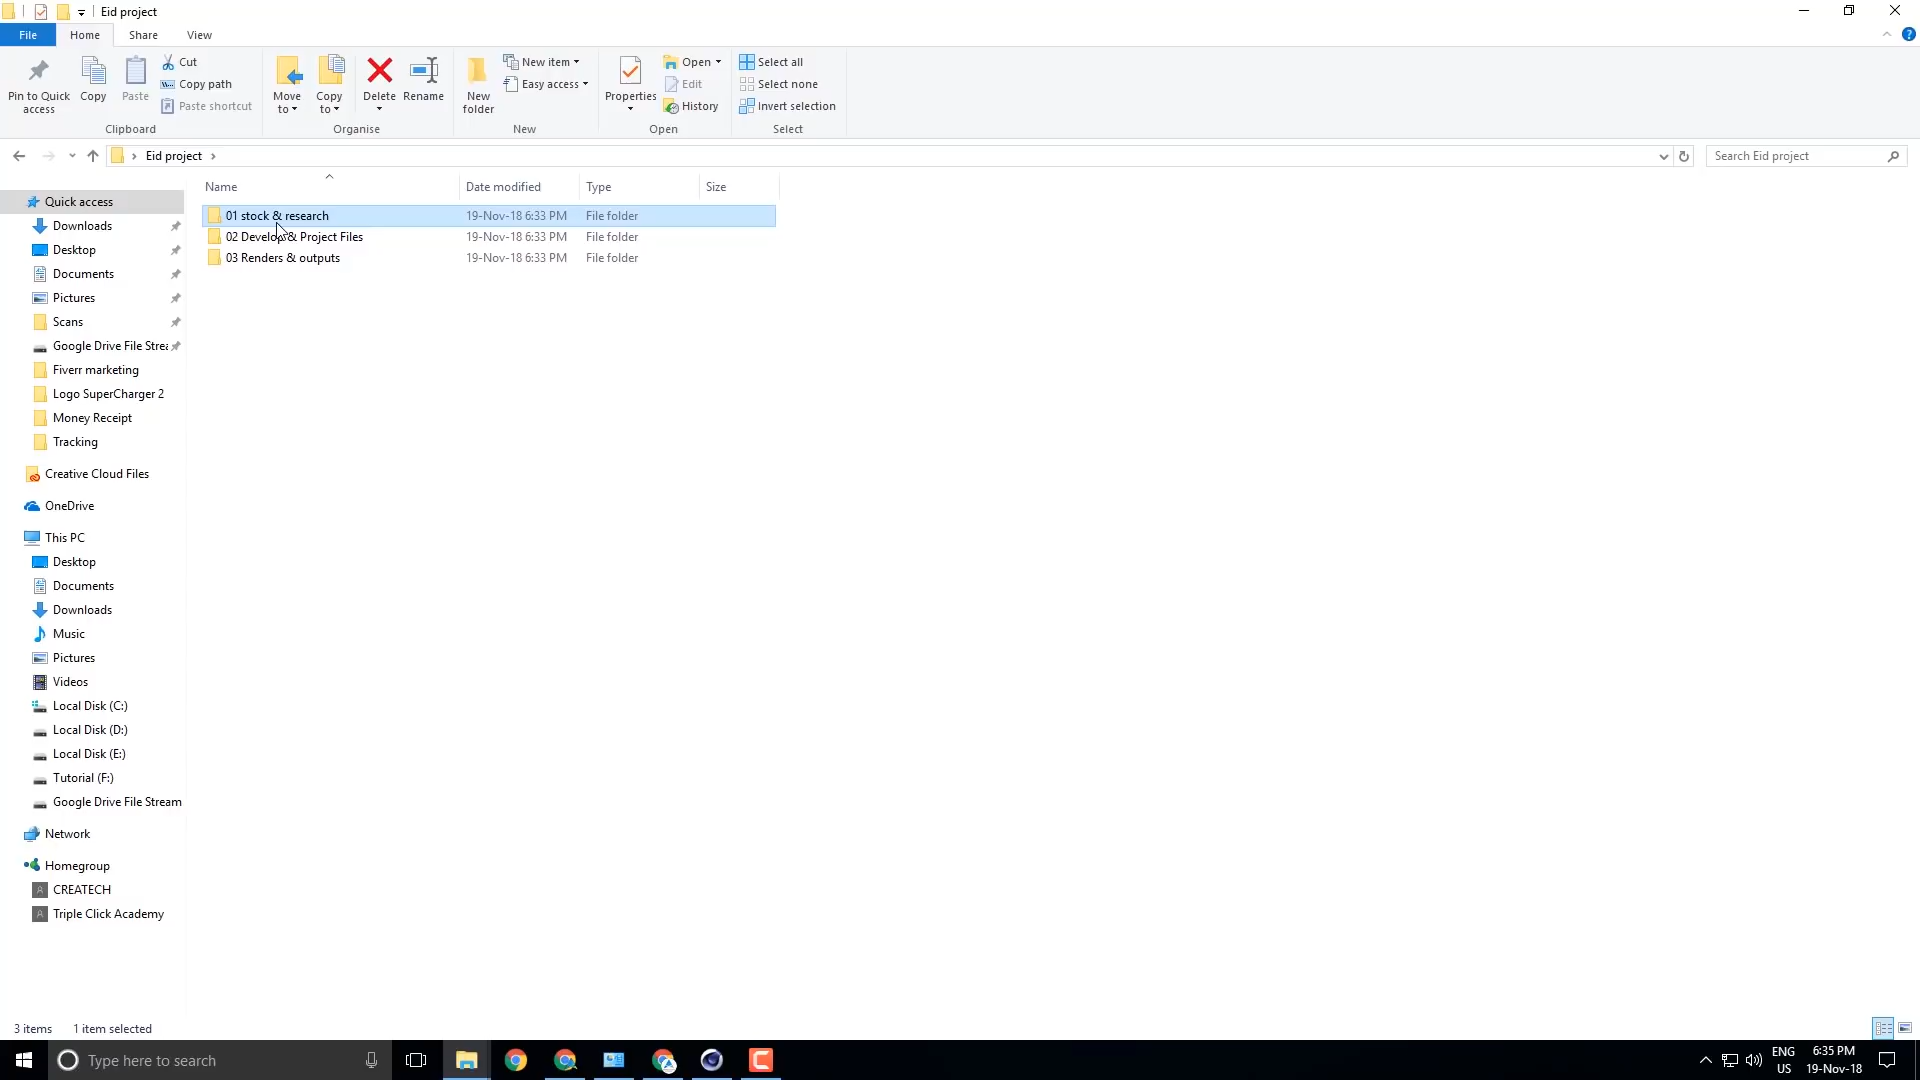 Eid project
File Home Share View
Pin to Quick access
Copy
Paste
Cut
Copy path
Paste shortcut
Clipboard
Move to
Copy to
Delete
Rename
Organise
New folder
New item
Easy access
New
Properties
Open
Edit
History
Open
Select all
Select none
Invert selection
Select
Eid project
Search Eid project
Name Date modified Type Size
01 stock & research 19-Nov-18 6:33 PM File folder
02 Develop & Project Files 19-Nov-18 6:33 PM File folder
03 Renders & outputs 19-Nov-18 6:33 PM File folder
Quick access
Downloads
Desktop
Documents
Pictures
Scans
Google Drive File Strea
Fiverr marketing
Logo SuperCharger 2
Money Receipt
Tracking
Creative Cloud Files
OneDrive
This PC
Desktop
Documents
Downloads
Music
Pictures
Videos
Local Disk (C:)
Local Disk (D:)
Local Disk (E:)
Tutorial (F:)
Google Drive File Stream
Network
Homegroup
CREATECH
Triple Click Academy
3 items 1 item selected
Type here to search
ENG
US
6:35 PM
19-Nov-18